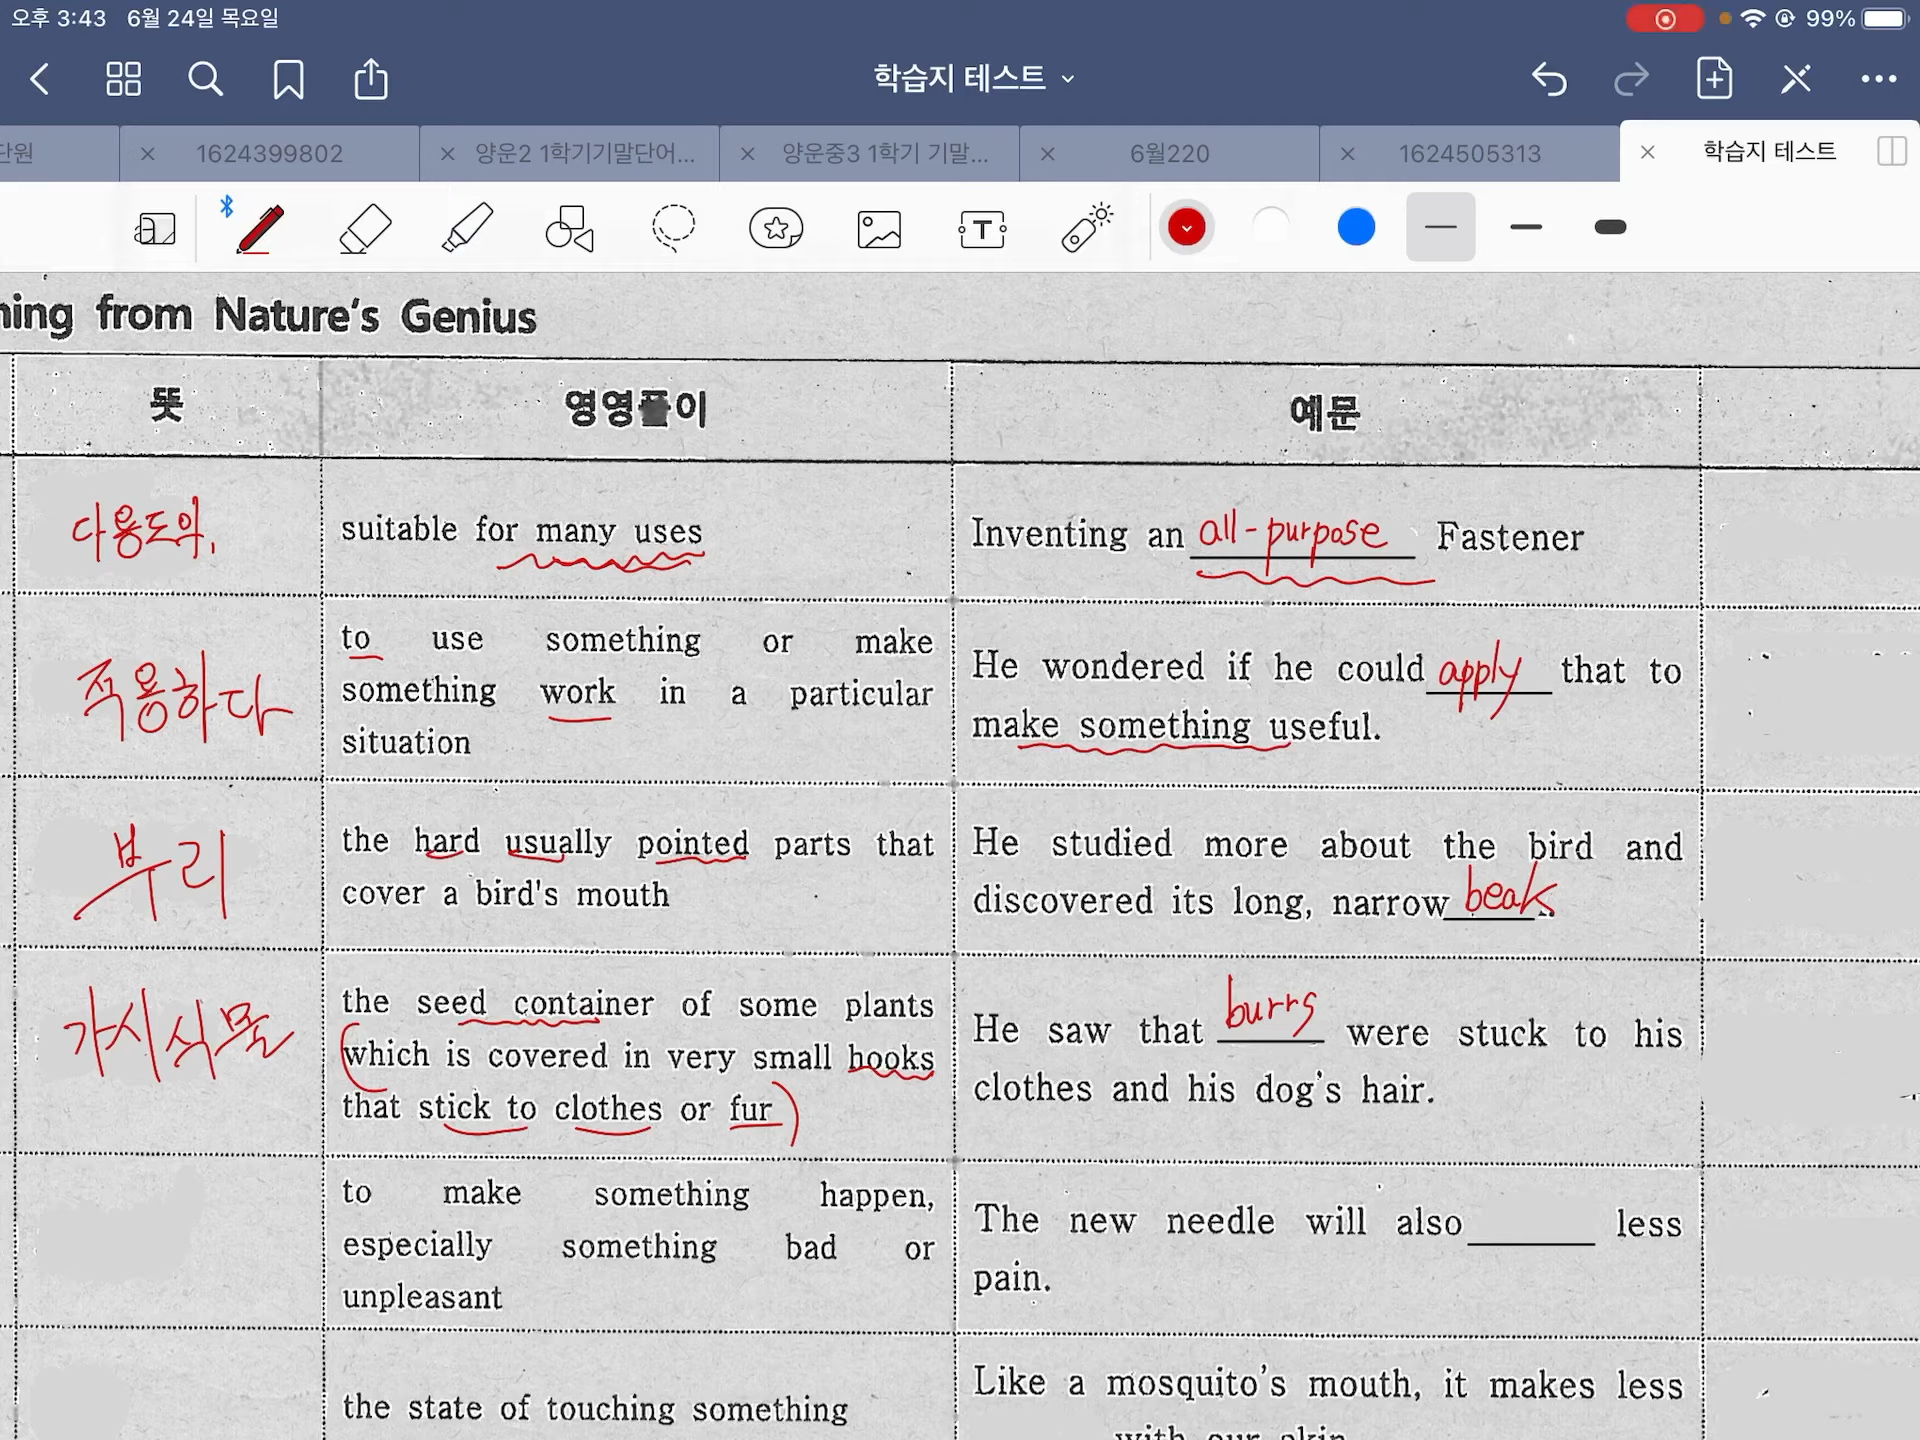 오후 3:43 6월 24일 목요일
99%
학습지 테스트
단원
1624399802
양운2 1학기기말단어...
양운중3 1학기 기말...
6월220
1624505313
학습지 테스트
ning from Nature's Genius
뜻
영영풀이
예문
다용도의,
suitable for many uses
Inventing an all-purpose Fastener
적용하다
to use something or make
something work in a particular
situation
He wondered if he could apply that to
make something useful.
부리
the hard usually pointed parts that
cover a bird's mouth
He studied more about the bird and
discovered its long, narrow beak.
가시식물
the seed container of some plants
(which is covered in very small hooks
that stick to clothes or fur)
He saw that burrs were stuck to his
clothes and his dog's hair.
to make something happen,
especially something bad or
unpleasant
The new needle will also ______ less
pain.
the state of touching something
Like a mosquito's mouth, it makes less
with our skin